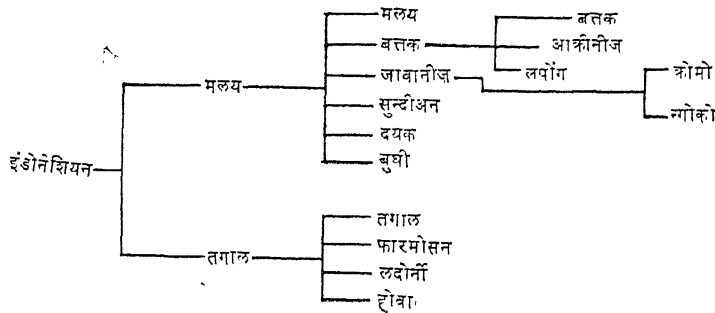 मलय
बत्तक
बत्तक
आक्रीनीज
लपोंग
जावानीज़
क्रोमो
न्गोको
मलय
सुन्दीअन
दयक
बुघी
इंडोनेशियन
तगाल
तगाल
फारमोसन
लदोर्नी
होवा